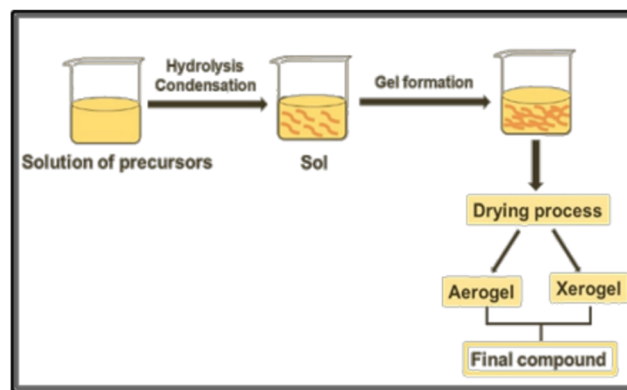 Hydrolysis
Condensation
Gel formation
Solution of precursors
Sol
Drying process
Aerogel
Xerogel
Final compound